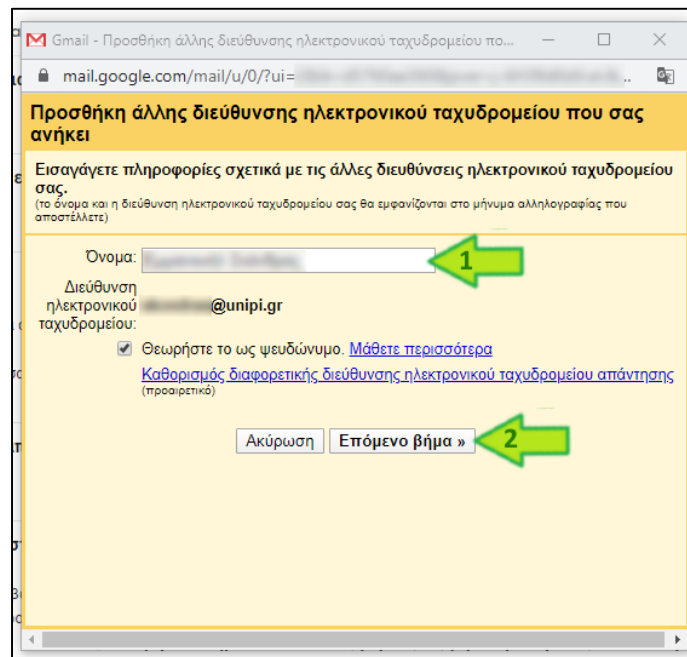 Gmail - Προσθήκη άλλης διεύθυνσης ηλεκτρονικού ταχυδρομείου πο...
mail.google.com/mail/u/0/?ui=
Προσθήκη άλλης διεύθυνσης ηλεκτρονικού ταχυδρομείου που σας
ανήκει
Εισαγάγετε πληροφορίες σχετικά με τις άλλες διευθύνσεις ηλεκτρονικού ταχυδρομείου
σας.
(το όνομα και η διεύθυνση ηλεκτρονικού ταχυδρομείου σας θα εμφανίζονται στο μήνυμα αλληλογραφίας που
αποστέλλετε)
Όνομα:
1
Διεύθυνση
ηλεκτρονικού @unipi.gr
ταχυδρομείου:
Θεωρήστε το ως ψευδώνυμο. Μάθετε περισσότερα
Καθορισμός διαφορετικής διεύθυνσης ηλεκτρονικού ταχυδρομείου απάντησης
(προαιρετικό)
Ακύρωση Επόμενο βήμα » 2